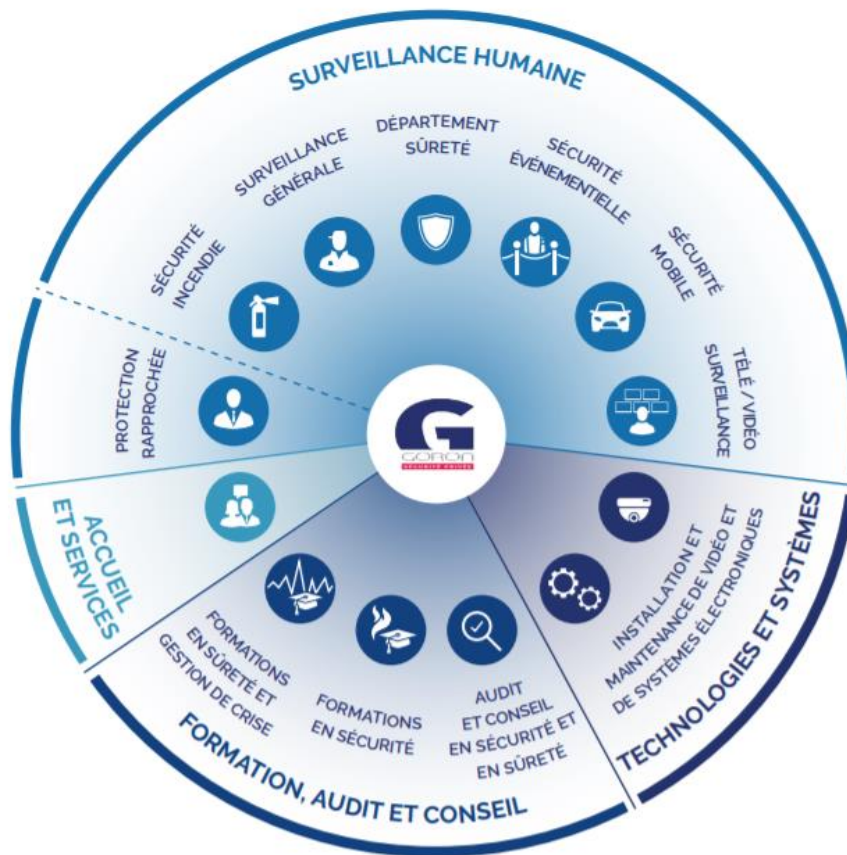 SURVEILLANCE HUMAINE
PROTECTION
RAPPROCHÉE
SÉCURITÉ
INCENDIE
SURVEILLANCE
GÉNÉRALE
DÉPARTEMENT
SÛRETÉ
SÉCURITÉ
ÉVÉNEMENTIELLE
SÉCURITÉ
MOBILE
TÉLÉ / VIDÉO
SURVEILLANCE
G
GORON
SÉCURITÉ PRIVÉE
TECHNOLOGIES ET SYSTÈMES
INSTALLATION ET
MAINTENANCE DE VIDÉO ET
DE SYSTÈMES ÉLECTRONIQUES
FORMATION, AUDIT ET CONSEIL
AUDIT
ET CONSEIL
EN SÉCURITÉ ET
EN SÛRETÉ
FORMATIONS
EN SÉCURITÉ
FORMATIONS
EN SÛRETÉ ET
GESTION DE CRISE
ACCUEIL
ET SERVICES